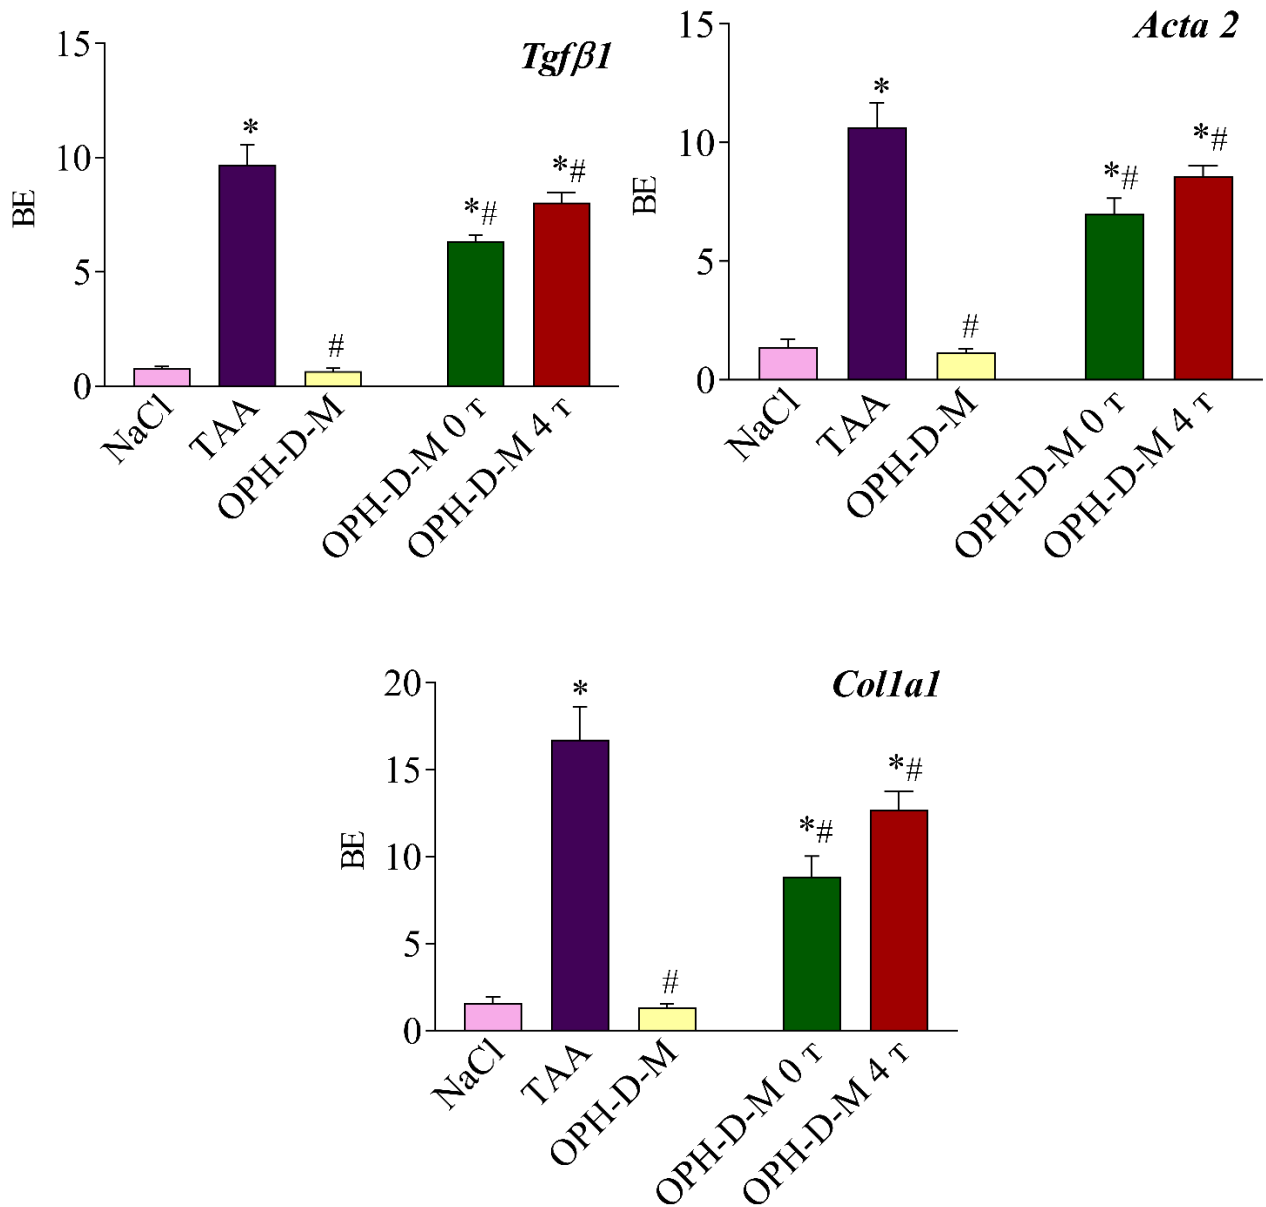 Tgfβ1
BE
15
10
5
0
*
#
*#
*#
NaCl
TAA
OPH-D-M
OPH-D-M 0 T
OPH-D-M 4 T
Acta 2
BE
15
10
5
0
*
#
*#
*#
NaCl
TAA
OPH-D-M
OPH-D-M 0 T
OPH-D-M 4 T
Col1a1
BE
20
15
10
5
0
*
#
*#
*#
NaCl
TAA
OPH-D-M
OPH-D-M 0 T
OPH-D-M 4 T